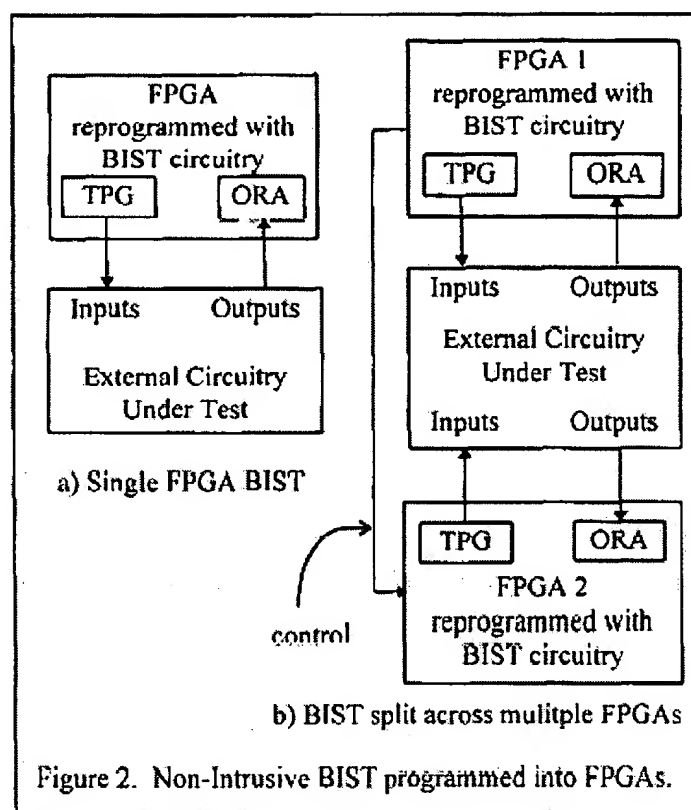 FPGA
reprogrammed with
BIST circuitry
TPG
ORA
Inputs
Outputs
External Circuitry
Under Test
a) Single FPGA BIST
FPGA 1
reprogrammed with
BIST circuitry
TPG
ORA
Inputs
Outputs
External Circuitry
Under Test
Inputs
Outputs
TPG
ORA
FPGA 2
reprogrammed with
BIST circuitry
control
b) BIST split across mulitple FPGAs
Figure 2. Non-Intrusive BIST programmed into FPGAs.